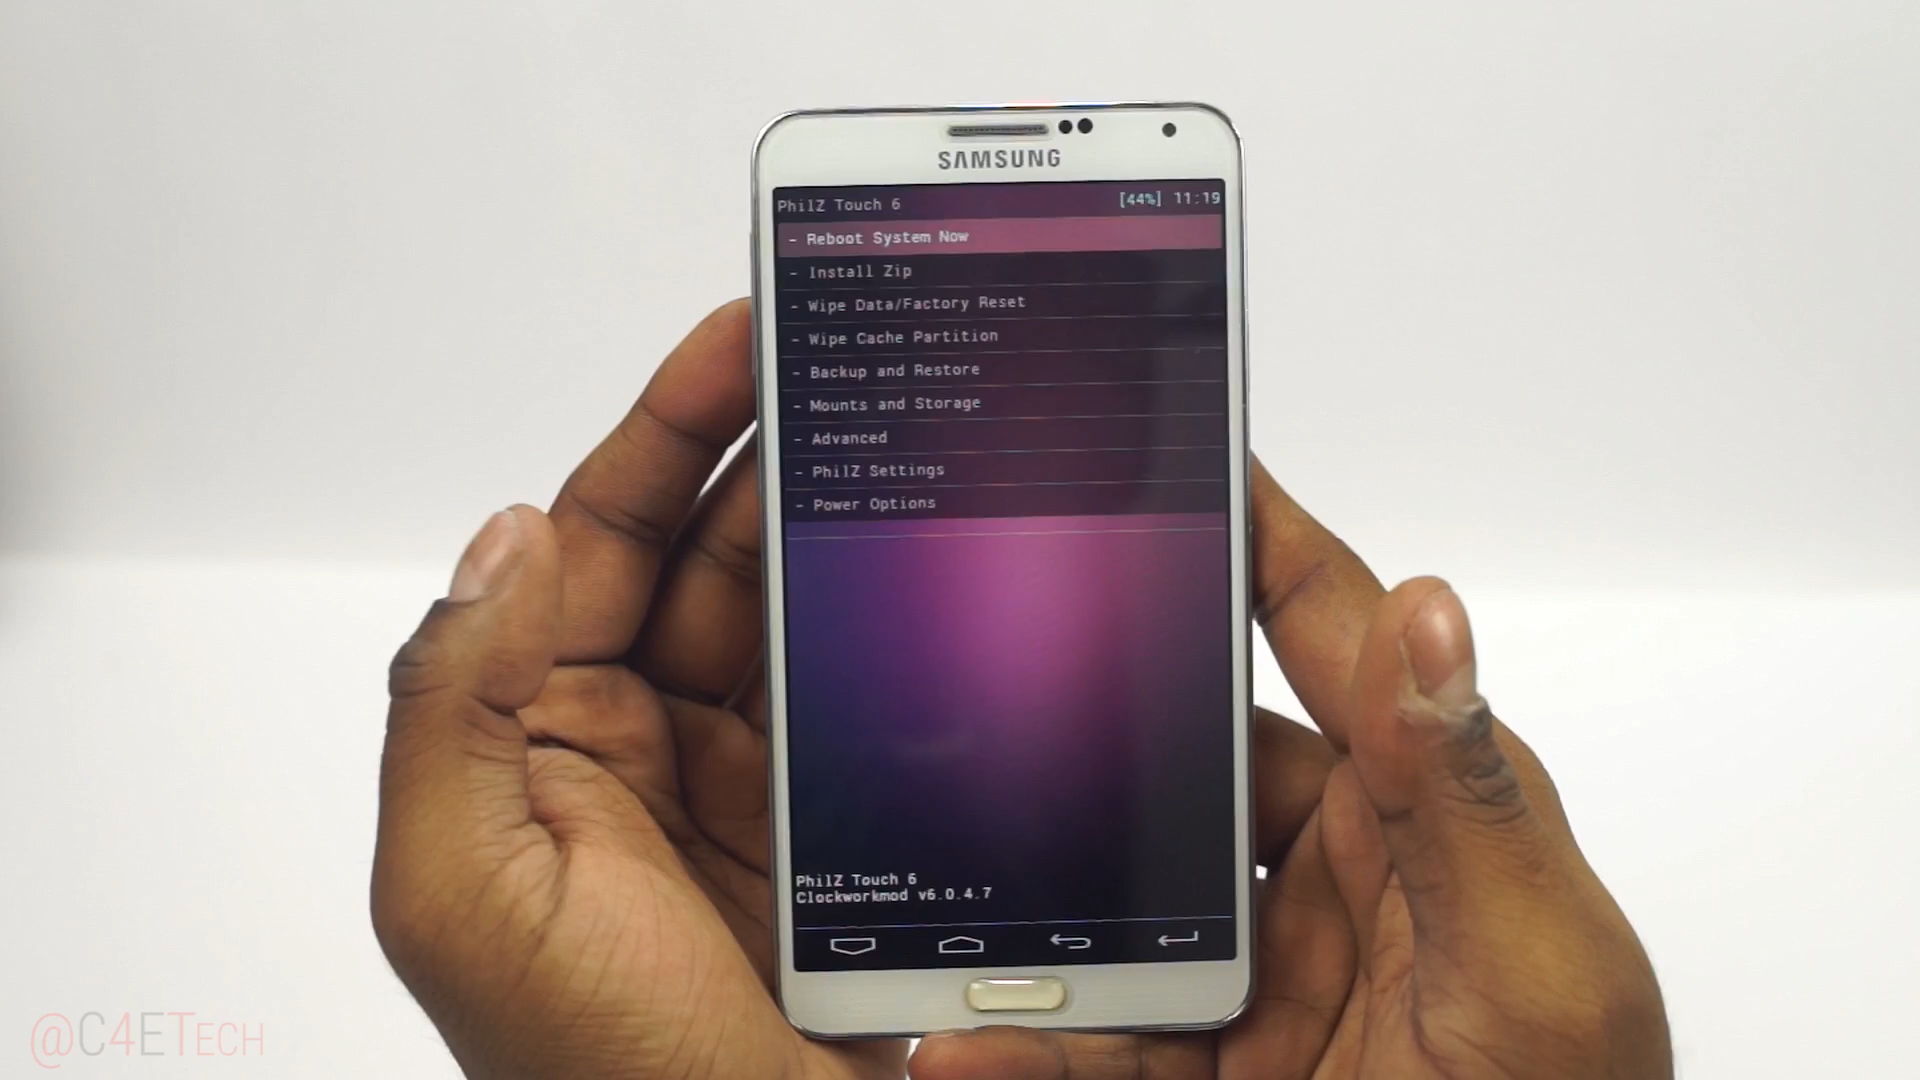 SAMSUNG
PhilZ Touch 6
[44%] 11:19
- Reboot System Now
- Install Zip
- Wipe Data/Factory Reset
- Wipe Cache Partition
- Backup and Restore
- Mounts and Storage
- Advanced
- PhilZ Settings
- Power Options
PhilZ Touch 6
Clockworkmod v6.0.4.7
@C4ETech